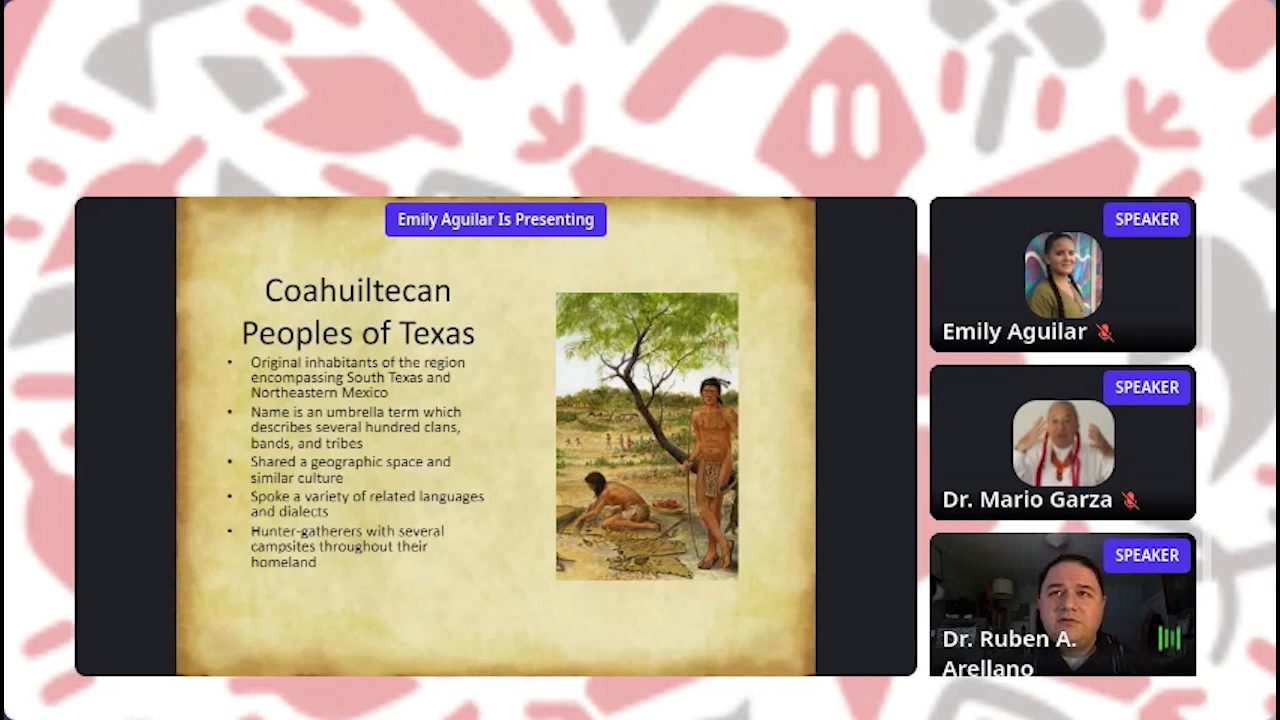 Emily Aguilar Is Presenting
Coahuiltecan
Peoples of Texas
• Original inhabitants of the region
encompassing South Texas and
Northeastern Mexico
• Name is an umbrella term which
describes several hundred clans,
bands, and tribes
• Shared a geographic space and
similar culture
• Spoke a variety of related languages
and dialects
• Hunter-gatherers with several
campsites throughout their
homeland
SPEAKER
Emily Aguilar
SPEAKER
Dr. Mario Garza
SPEAKER
Dr. Ruben A.
Arellano